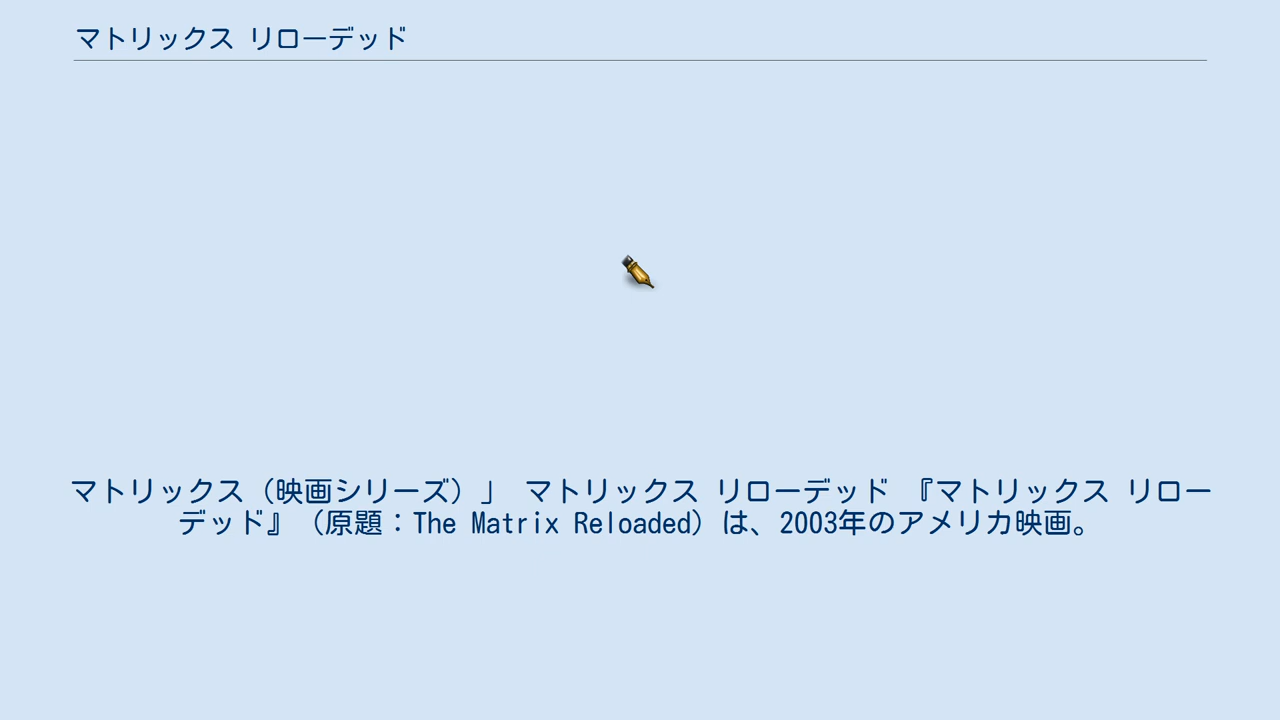 マトリックス リローデッド
マトリックス（映画シリーズ）」 マトリックス リローデッド 『マトリックス リロー
デッド』（原題：The Matrix Reloaded）は、2003年のアメリカ映画。